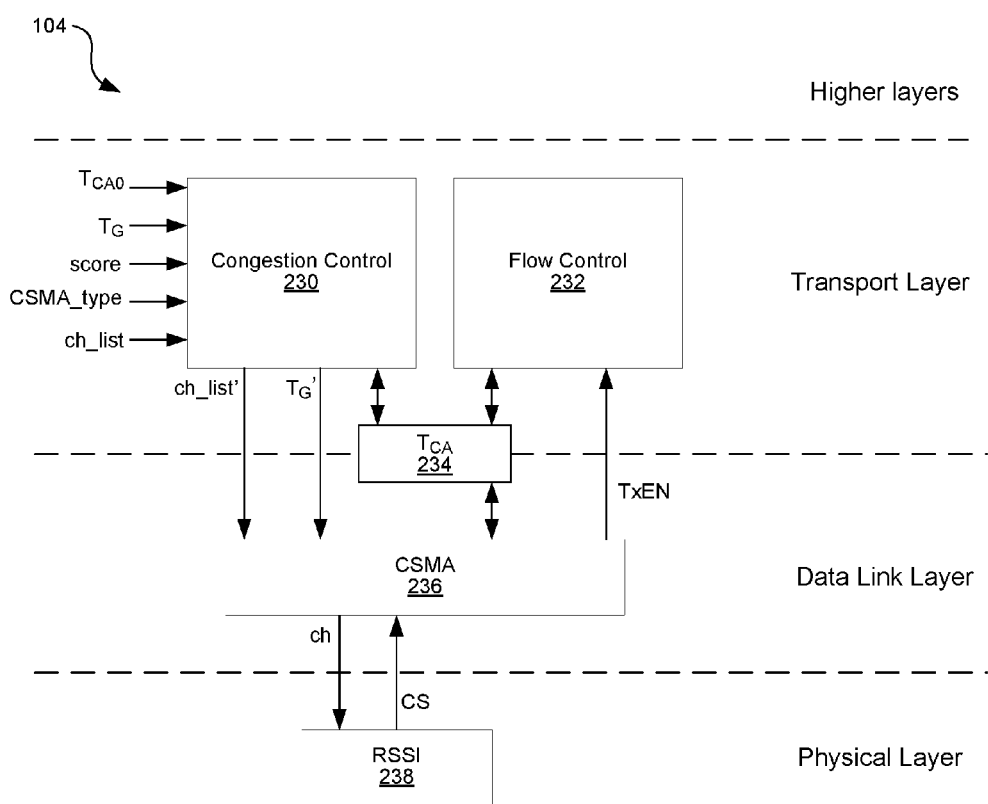 104
Higher layers
T_CA0
T_G
score
CSMA_type
ch_list
Congestion Control
230
Flow Control
232
Transport Layer
ch_list’
T_G’
T_CA
234
TxEN
CSMA
236
Data Link Layer
ch
CS
RSSI
238
Physical Layer